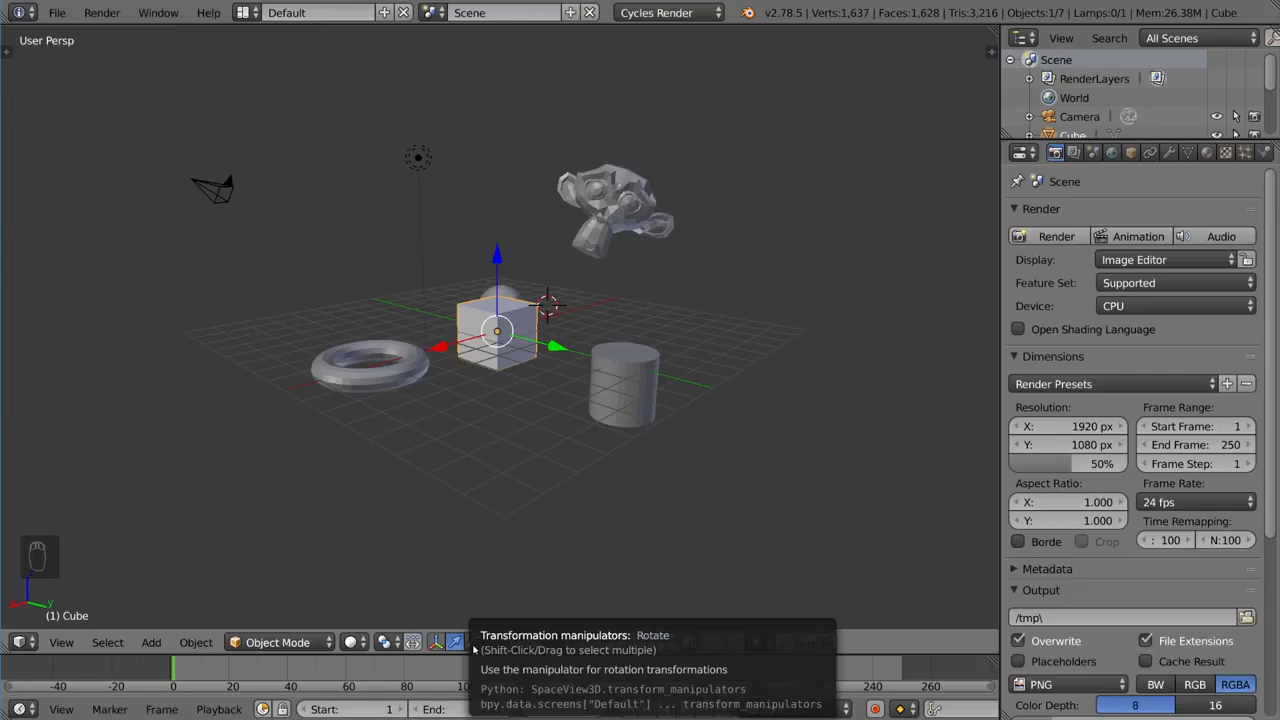 File Render Window Help Default Scene Cycles Render v2.78.5 | Verts:1,637 | Faces:1,628 | Tris:3,216 | Objects:1/7 | Lamps:0/1 | Mem:26.38M | Cube
User Persp
View Search All Scenes
Scene
RenderLayers
World
Camera
Cube
Scene
Render
Render Animation Audio
Display: Image Editor
Feature Set: Supported
Device: CPU
Open Shading Language
Dimensions
Render Presets
Resolution: Frame Range:
X: 1920 px Start Frame: 1
Y: 1080 px End Frame: 250
50% Frame Step: 1
Aspect Ratio: Frame Rate:
X: 1.000 24 fps
Y: 1.000 Time Remapping:
Borde Crop : 100 N:100
Metadata
Output
/tmp\
Overwrite File Extensions
Placeholders Cache Result
PNG BW RGB RGBA
Color Depth: 8 16
z
y
(1) Cube
View Select Add Object Object Mode
Transformation manipulators: Rotate
(Shift-Click/Drag to select multiple)
Use the manipulator for rotation transformations
Python: SpaceView3D.transform_manipulators
bpy.data.screens["Default"] ... transform_manipulators
-40 -20 0 20 40 60 80 100 120 240 260
View Marker Frame Playback Start: 1